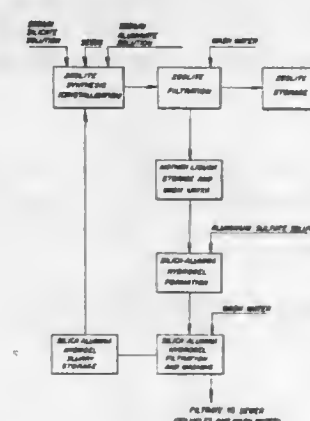 SODIUM
SILICATE
SOLUTION
SEEDS
SODIUM
ALUMINATE
SOLUTION
WASH WATER
ZEOLITE
SYNTHESIS
(CRYSTALLIZATION)
ZEOLITE
FILTRATION
ZEOLITE
STORAGE
MOTHER LIQUOR
STORAGE AND
WASH WATER
ALUMINUM SULFATE SOLU
SILICA-ALUMINA
HYDROGEL
FORMATION
WASH WATER
SILICA ALUMINA
HYDROGEL
SLURRY
STORAGE
SILICA ALUMINA
HYDROGEL
FILTRATION
AND WASHING
FILTRATE TO SEWER